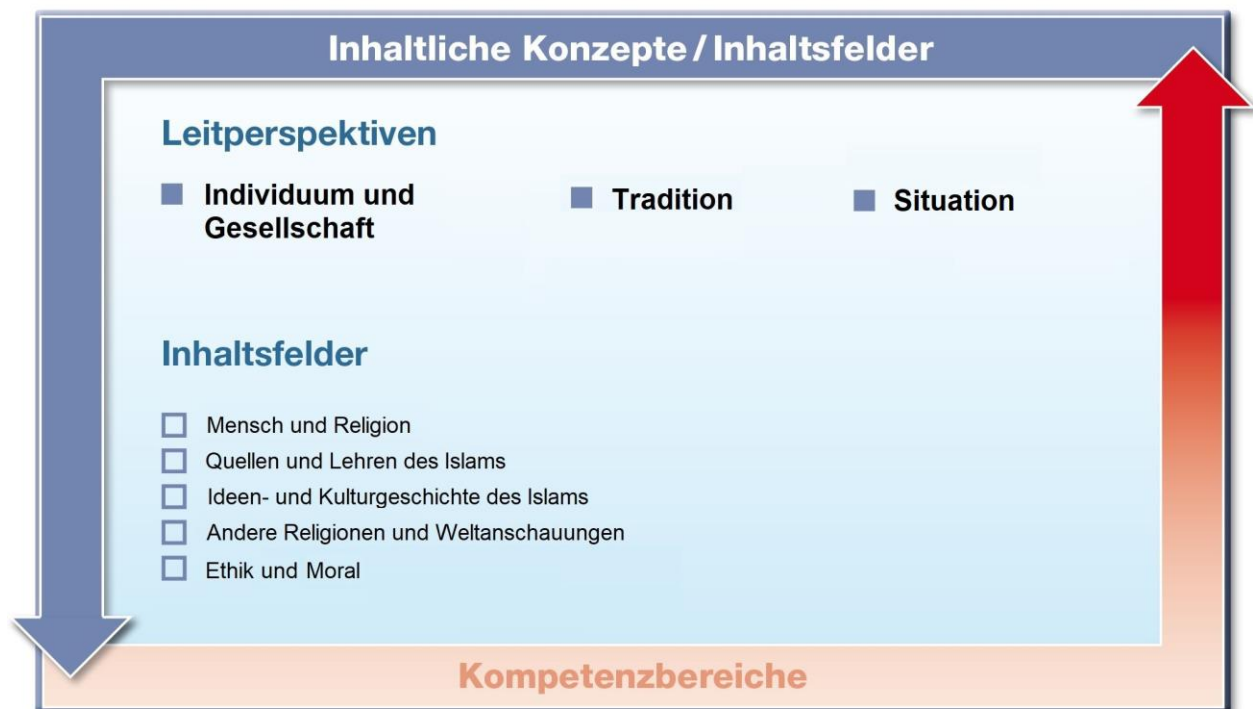 Inhaltliche Konzepte / Inhaltsfelder
Leitperspektiven
Individuum und
Gesellschaft
Tradition
Situation
Inhaltsfelder
Mensch und Religion
Quellen und Lehren des Islams
Ideen- und Kulturgeschichte des Islams
Andere Religionen und Weltanschauungen
Ethik und Moral
Kompetenzbereiche